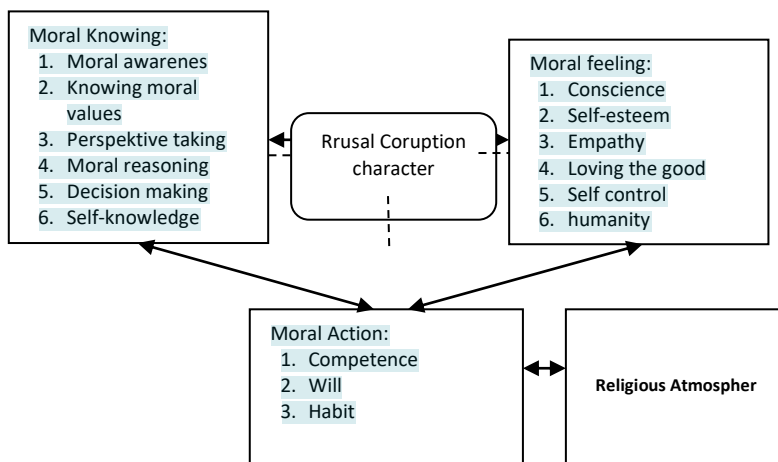 Moral Knowing:
1. Moral awarenes
2. Knowing moral
values
3. Perspektive taking
4. Moral reasoning
5. Decision making
6. Self-knowledge
Rrusal Coruption
character
Moral feeling:
1. Conscience
2. Self-esteem
3. Empathy
4. Loving the good
5. Self control
6. humanity
Moral Action:
1. Competence
2. Will
3. Habit
Religious Atmospher